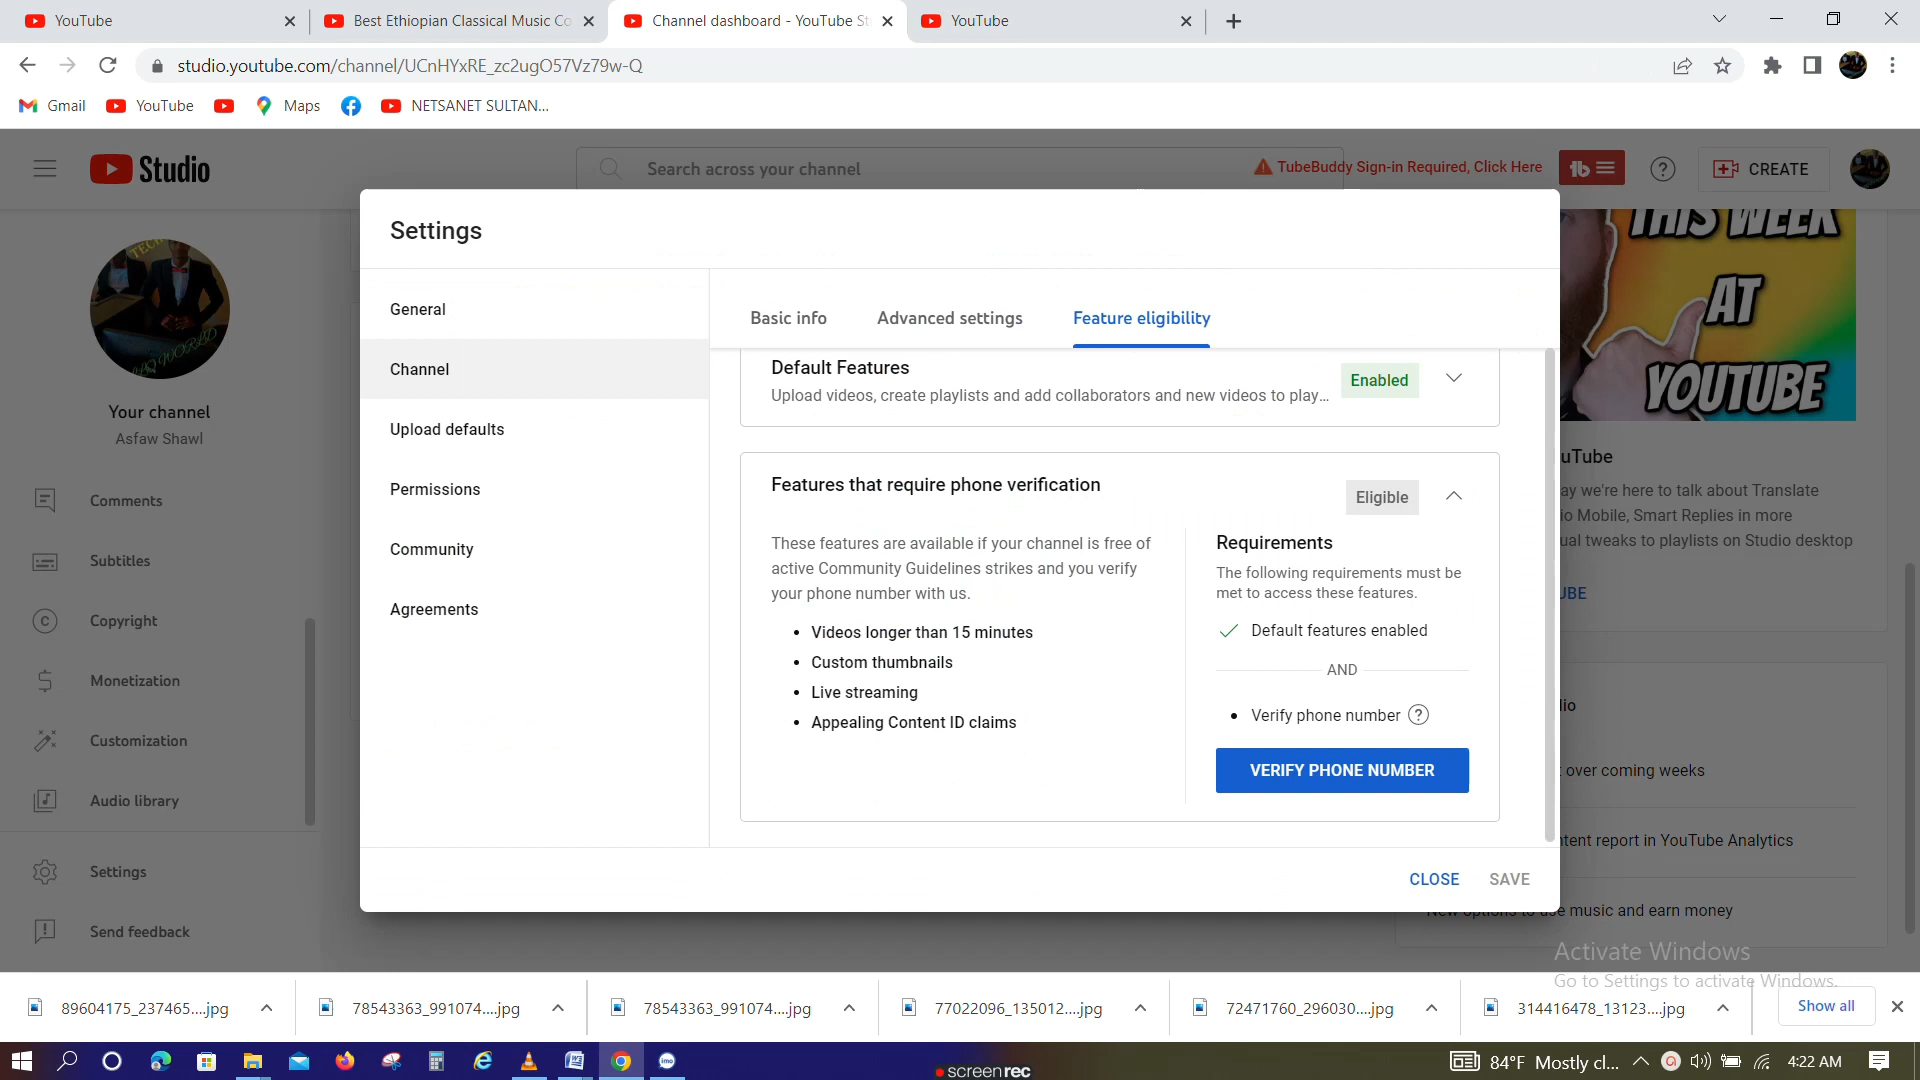 YouTube
Best Ethiopian Classical Music Co
Channel dashboard - YouTube St
YouTube
studio.youtube.com/channel/UCnHYxRE_zc2ugO57Vz79w-Q
Gmail
YouTube
Maps
NETSANET SULTAN...
Studio
Search across your channel
TubeBuddy Sign-in Required, Click Here
CREATE
Your channel
Asfaw Shawl
Comments
Subtitles
Copyright
Monetization
Customization
Audio library
Settings
Send feedback
Settings
General
Channel
Upload defaults
Permissions
Community
Agreements
Basic info
Advanced settings
Feature eligibility
Default Features
Upload videos, create playlists and add collaborators and new videos to play...
Enabled
Features that require phone verification
Eligible
These features are available if your channel is free of
active Community Guidelines strikes and you verify
your phone number with us.
• Videos longer than 15 minutes
• Custom thumbnails
• Live streaming
• Appealing Content ID claims
Requirements
The following requirements must be
met to access these features.
Default features enabled
AND
• Verify phone number ?
VERIFY PHONE NUMBER
CLOSE
SAVE
THIS WEEK
AT
YOUTUBE
uTube
ay we're here to talk about Translate
io Mobile, Smart Replies in more
ual tweaks to playlists on Studio desktop
UBE
lio
over coming weeks
ntent report in YouTube Analytics
New options to use music and earn money
Activate Windows
Go to Settings to activate Windows.
89604175_237465....jpg
78543363_991074....jpg
78543363_991074....jpg
77022096_135012....jpg
72471760_296030....jpg
314416478_13123....jpg
Show all
imo
screenrec
84°F Mostly cl...
4:22 AM